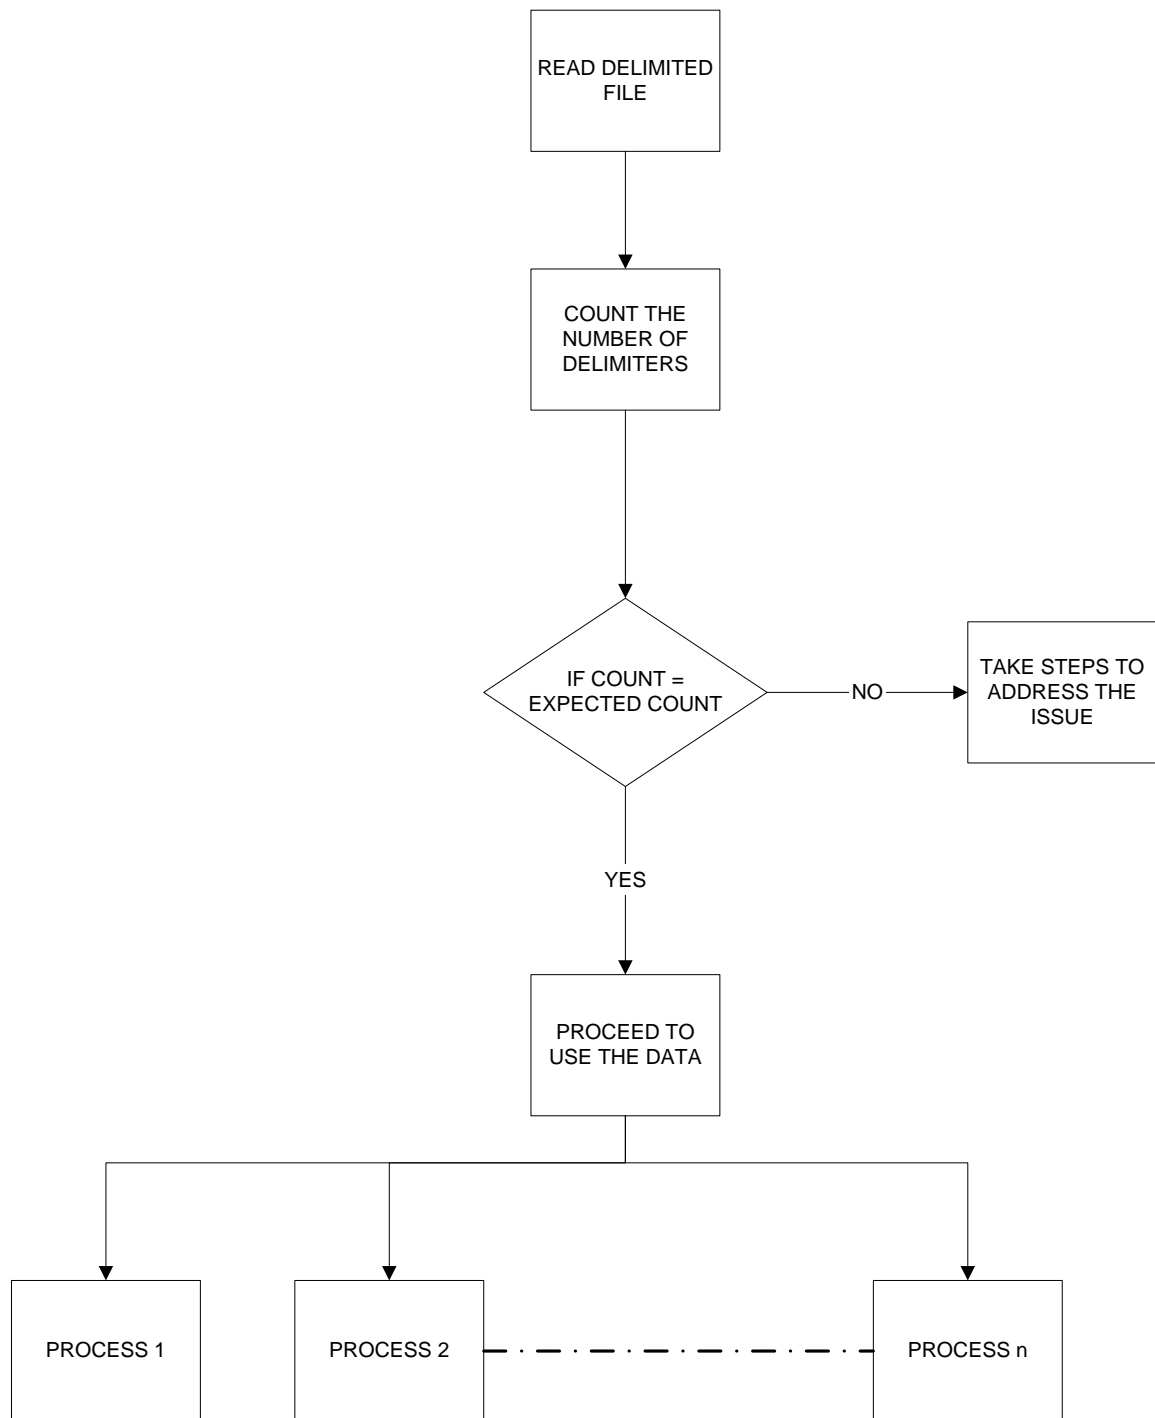 READ DELIMITED
FILE
COUNT THE
NUMBER OF
DELIMITERS
IF COUNT =
EXPECTED COUNT
NO
TAKE STEPS TO
ADDRESS THE
ISSUE
YES
PROCEED TO
USE THE DATA
PROCESS 1
PROCESS 2
PROCESS n